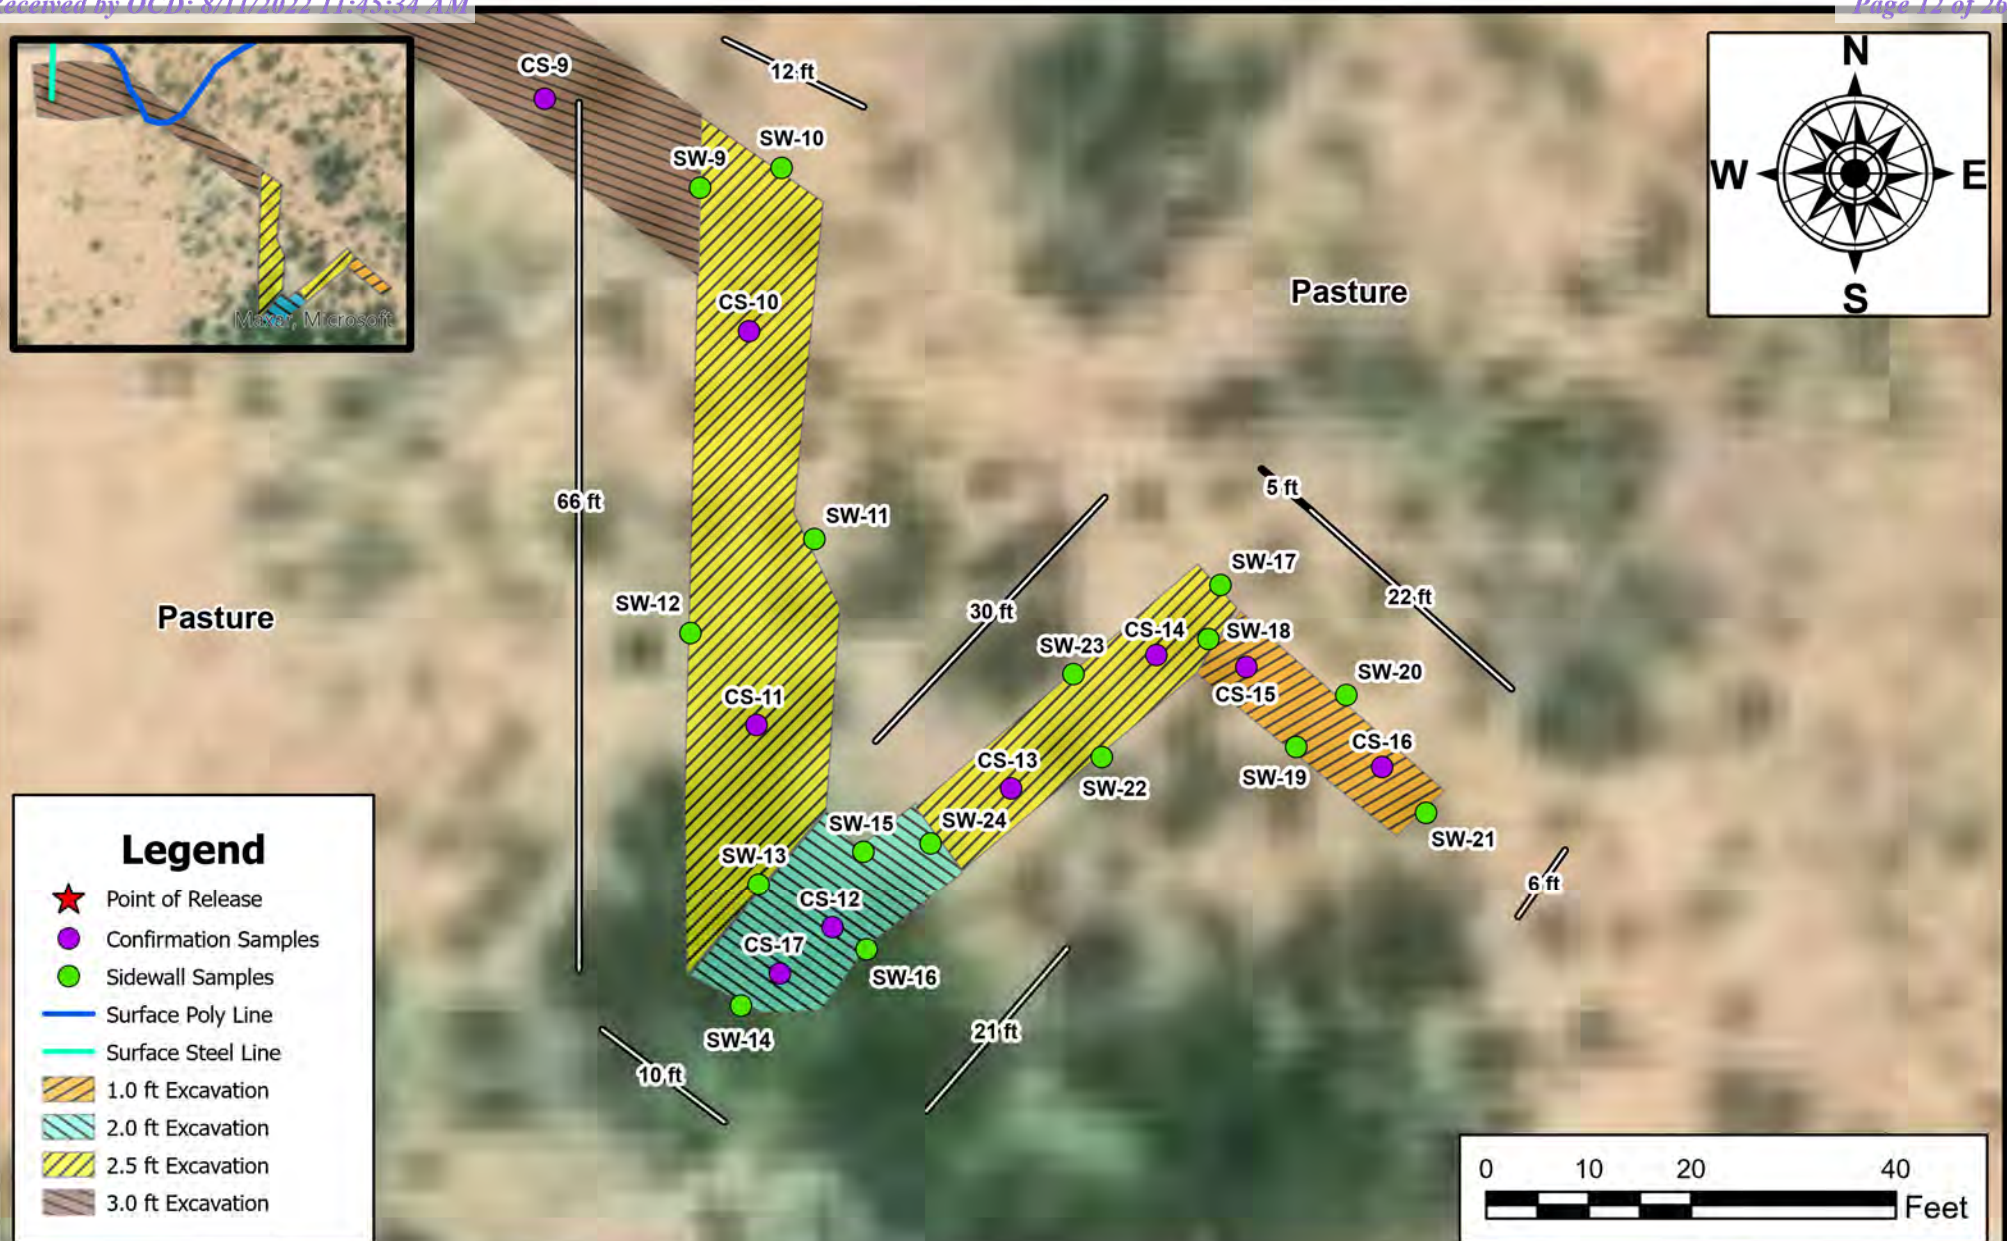 Received by OCD: 8/11/2022 11:43:34 AM
Page 12 of 26
CS-9
12 ft
N
SW-10
SW-9
W
E
Pasture
S
CS-10
Maxar, Microsoft
5 ft
66 ft
SW-11
SW-17
22 ft
SW-12
30 ft
Pasture
CS-14
SW-18
SW-23
SW-20
CS-15
CS-11
CS-16
CS-13
SW-19
SW-22
SW-15
SW-24
SW-21
SW-13
6 ft
CS-12
CS-17
SW-16
21 ft
SW-14
10 ft
Legend
Point of Release
Confirmation Samples
Sidewall Samples
Surface Poly Line
Surface Steel Line
1.0 ft Excavation
2.0 ft Excavation
2.5 ft Excavation
3.0 ft Excavation
0 10 20 40
Feet